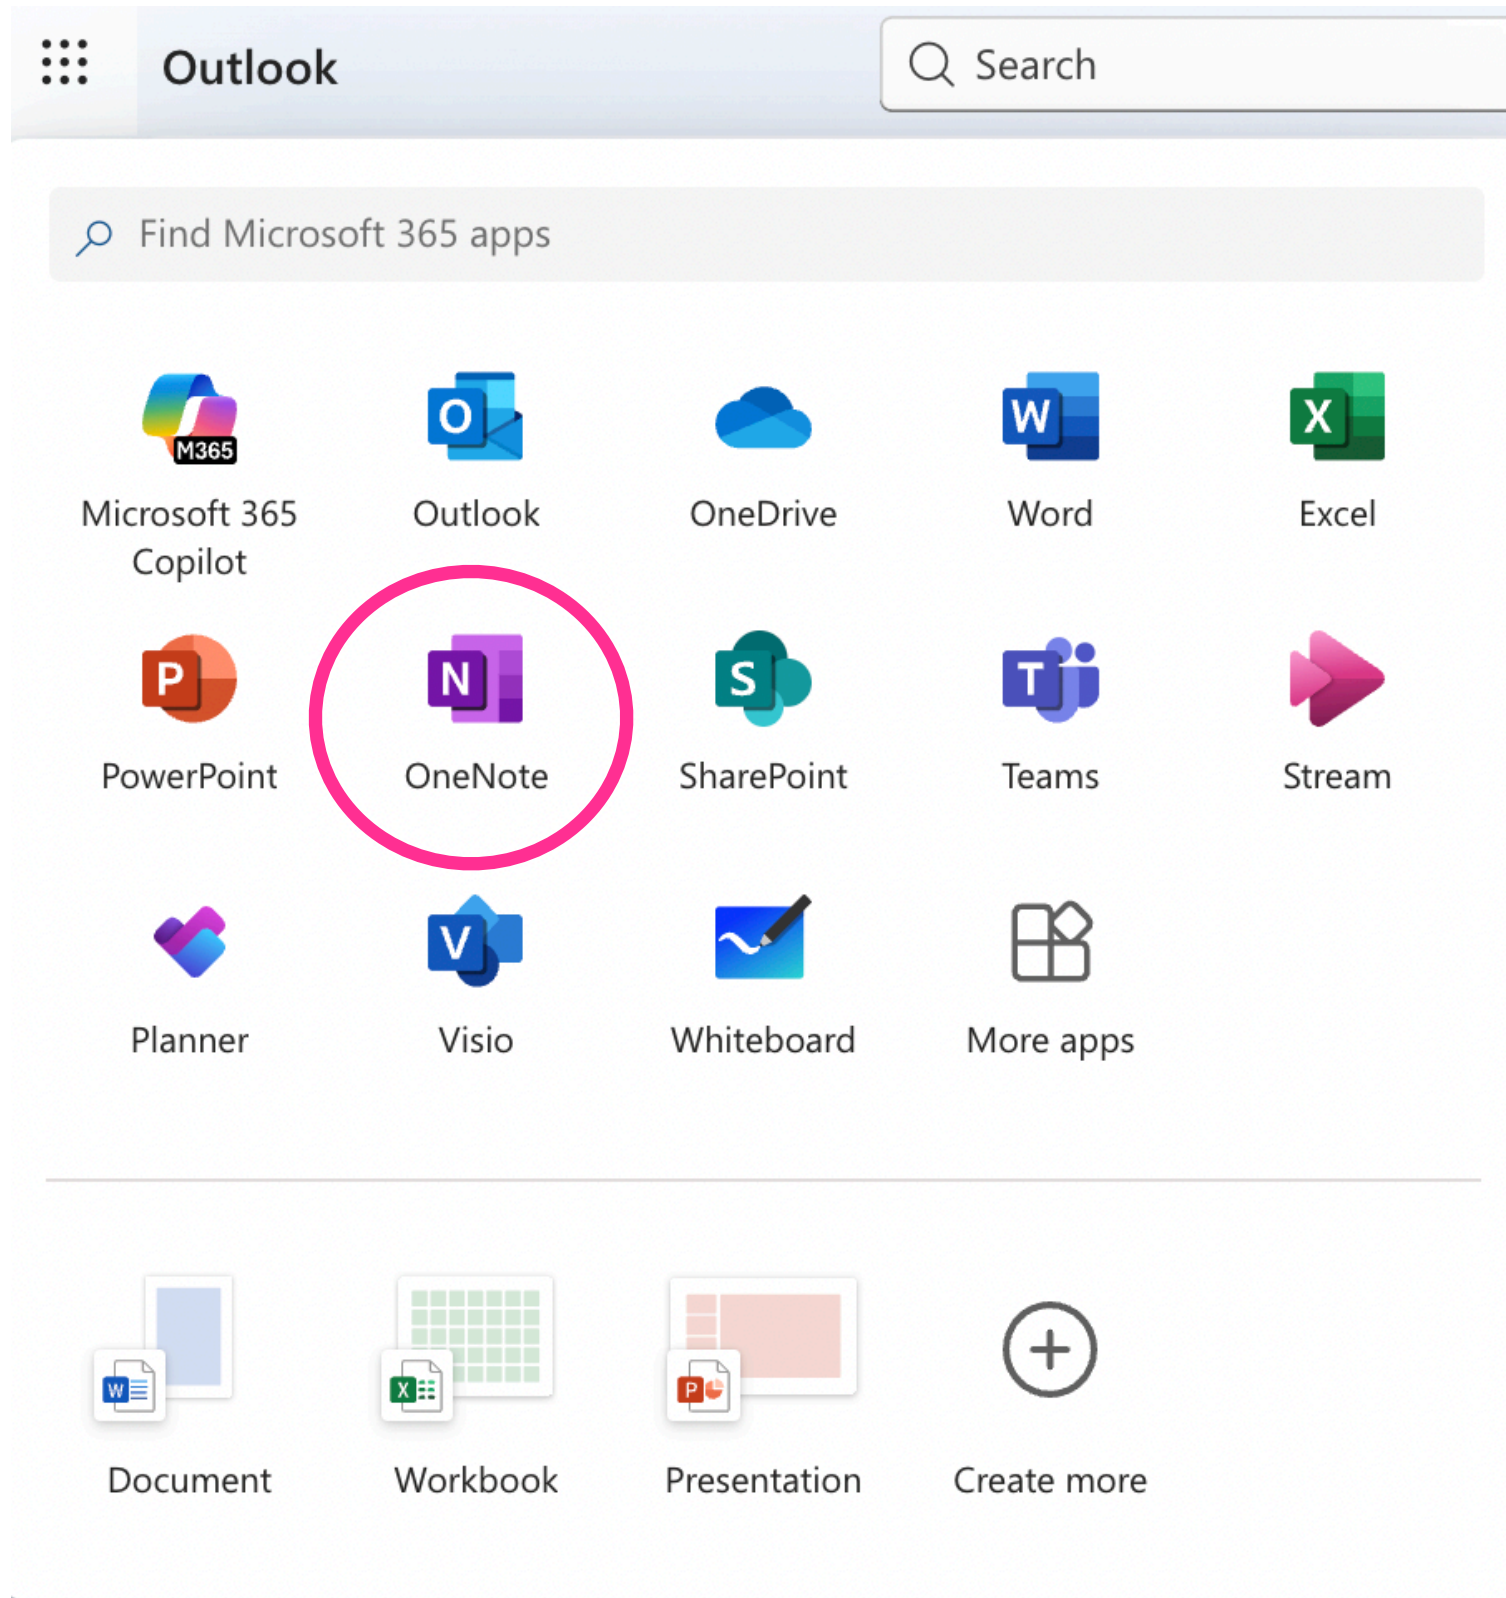 Outlook
Search
Find Microsoft 365 apps
M365
O
W
X
Microsoft 365 Copilot
Outlook
OneDrive
Word
Excel
P
N
S
T
PowerPoint
OneNote
SharePoint
Teams
Stream
V
Planner
Visio
Whiteboard
More apps
W
X
P
Document
Workbook
Presentation
Create more